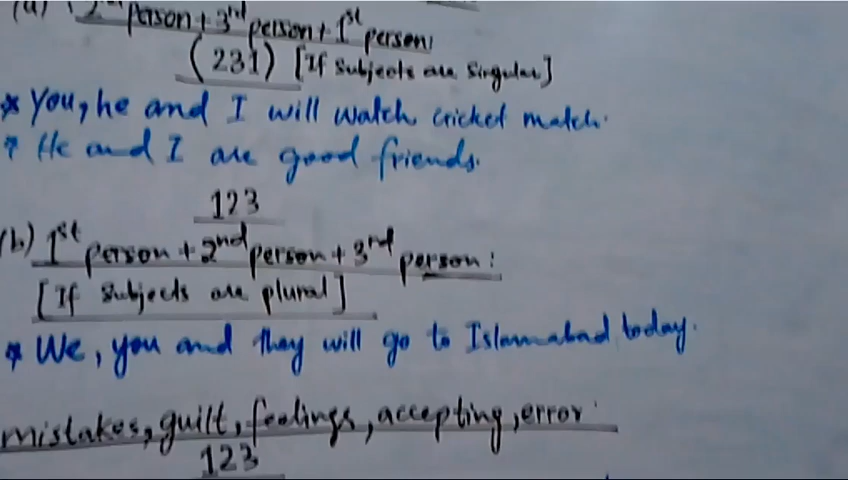 (a) 2nd person + 3rd person + 1st person:
(231) [If subjects are singular]
* You, he and I will watch cricket match.
* He and I are good friends.
123
(b) 1st person + 2nd person + 3rd person:
[If subjects are plural]
* We, you and they will go to Islamabad today.
mistakes, guilt, feelings, accepting, error
123